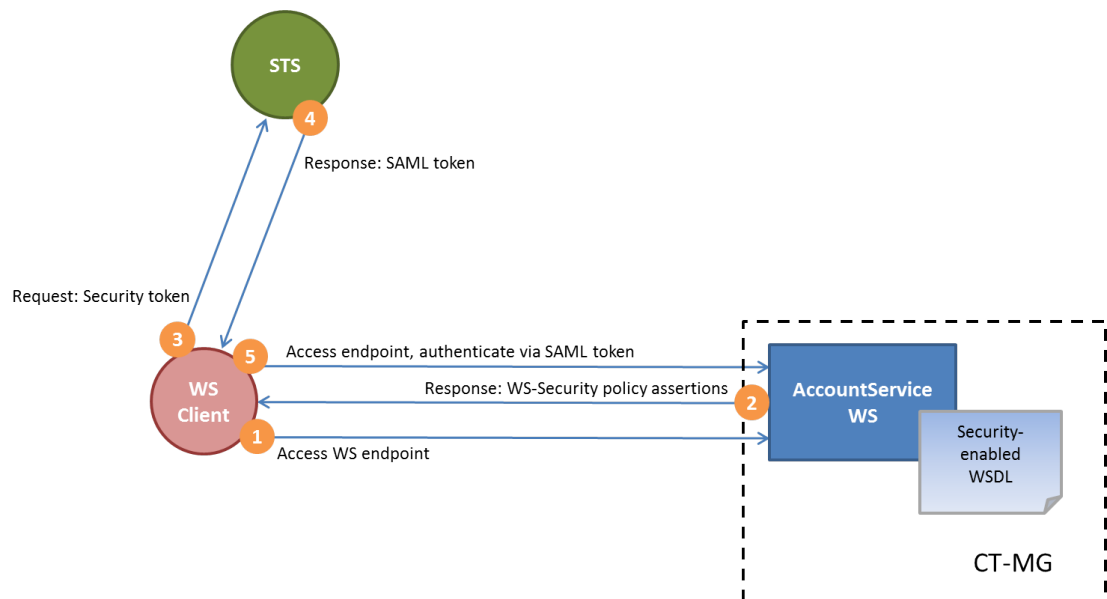 STS
4
Response: SAML token
Request: Security token
3
5
Access endpoint, authenticate via SAML token
WS
Client
Response: WS-Security policy assertions
2
AccountService
WS
1
Access WS endpoint
Security-
enabled
WSDL
CT-MG